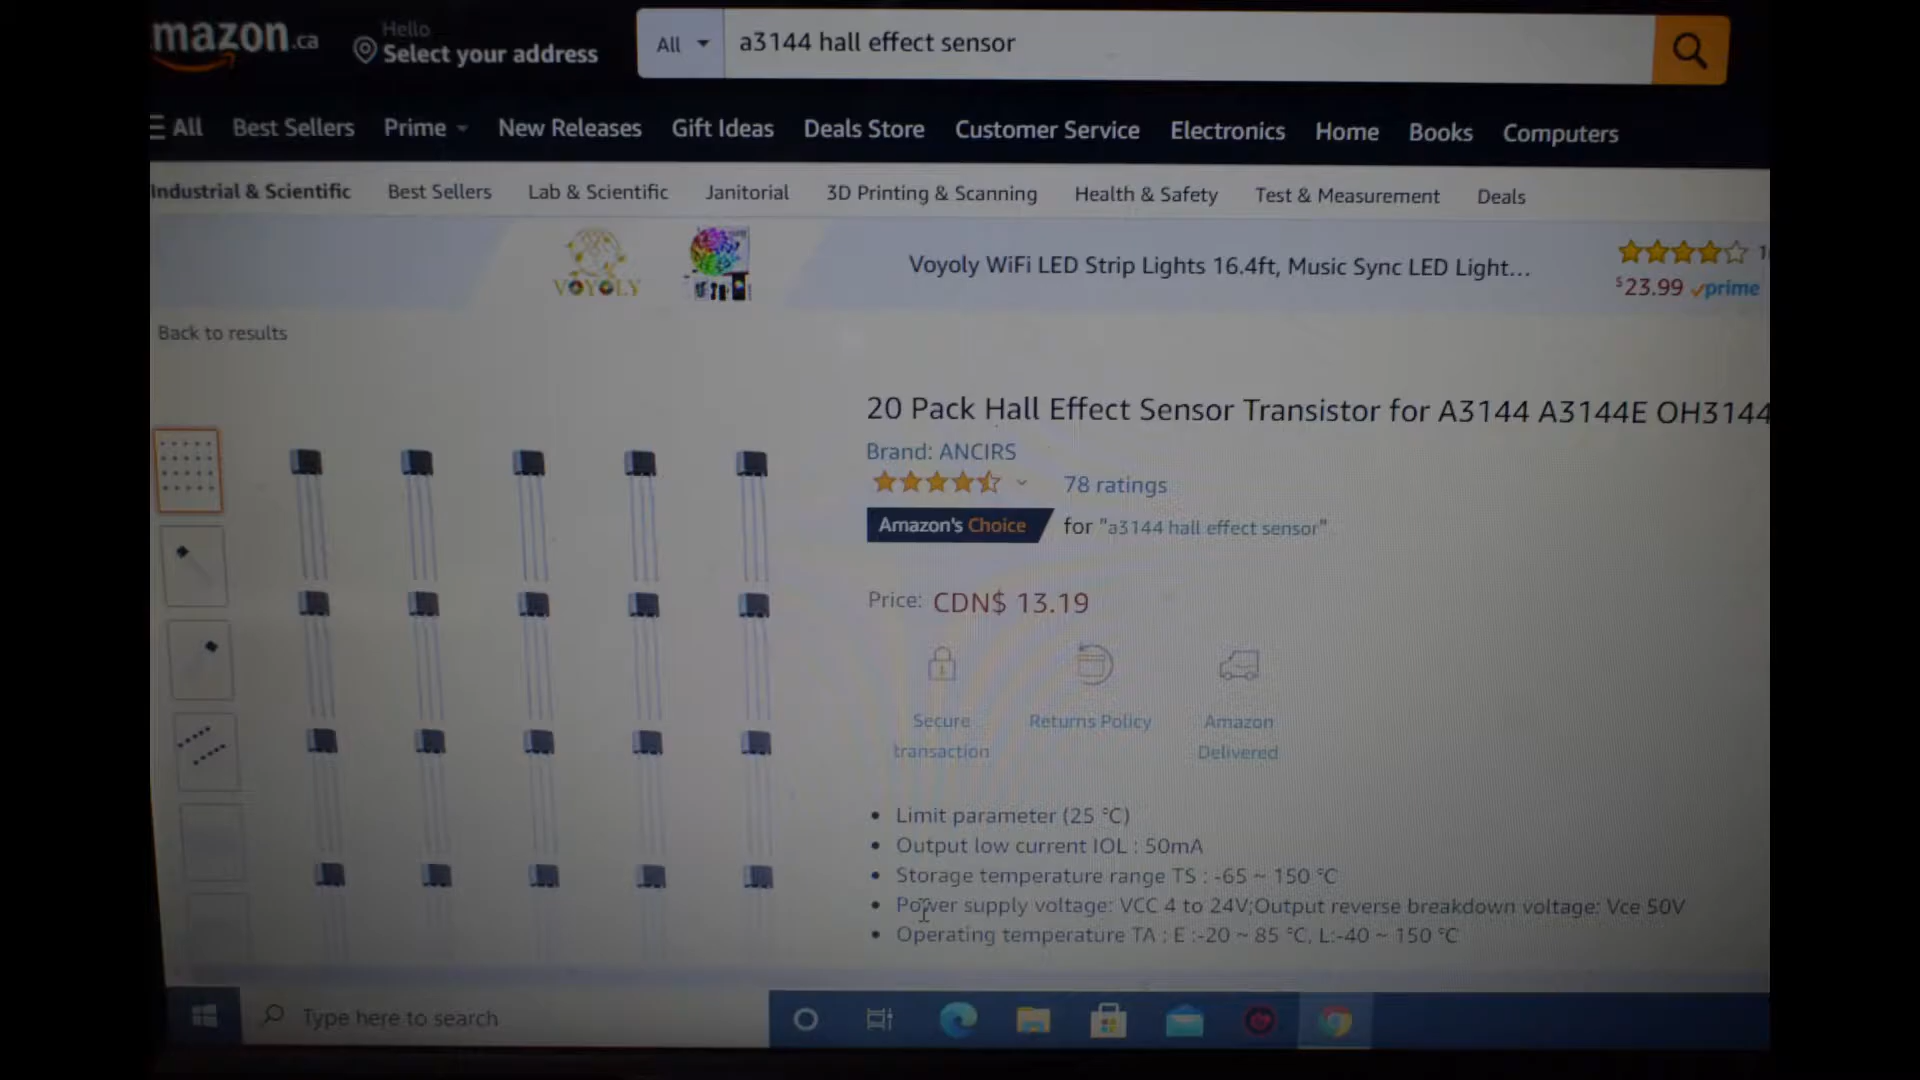 mazon.ca
Hello
Select your address
All
a3144 hall effect sensor
All Best Sellers Prime New Releases Gift Ideas Deals Store Customer Service Electronics Home Books Computers
Industrial & Scientific Best Sellers Lab & Scientific Janitorial 3D Printing & Scanning Health & Safety Test & Measurement Deals
VOYOLY
Voyoly WiFi LED Strip Lights 16.4ft, Music Sync LED Light...
$23.99 prime
Back to results
20 Pack Hall Effect Sensor Transistor for A3144 A3144E OH3144
Brand: ANCIRS
78 ratings
Amazon's Choice for "a3144 hall effect sensor"
Price: CDN$ 13.19
Secure transaction
Returns Policy
Amazon Delivered
• Limit parameter (25 ℃)
• Output low current IOL : 50mA
• Storage temperature range TS : -65 ~ 150 ℃
• Power supply voltage: VCC 4 to 24V;Output reverse breakdown voltage: Vce 50V
• Operating temperature TA : E :-20 ~ 85 ℃, L:-40 ~ 150 ℃
Type here to search